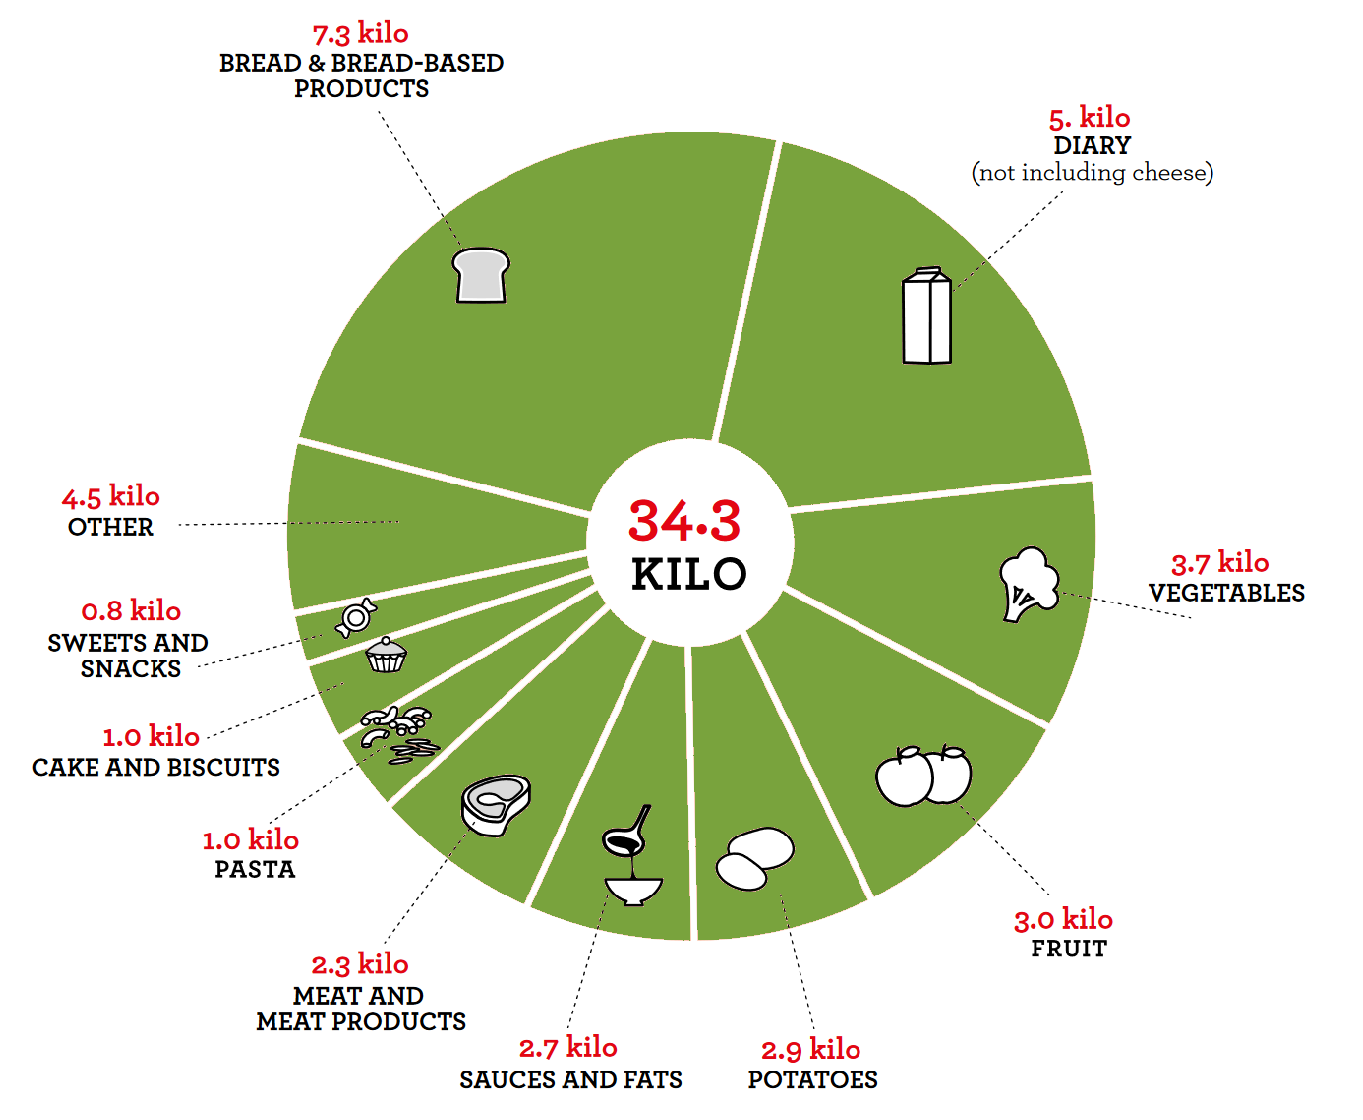 7.3 kilo
BREAD & BREAD-BASED
PRODUCTS
5. kilo
DIARY
(not including cheese)
4.5 kilo
OTHER
34.3
KILO
3.7 kilo
VEGETABLES
0.8 kilo
SWEETS AND
SNACKS
1.0 kilo
CAKE AND BISCUITS
1.0 kilo
PASTA
3.0 kilo
FRUIT
2.3 kilo
MEAT AND
MEAT PRODUCTS
2.7 kilo
SAUCES AND FATS
2.9 kilo
POTATOES